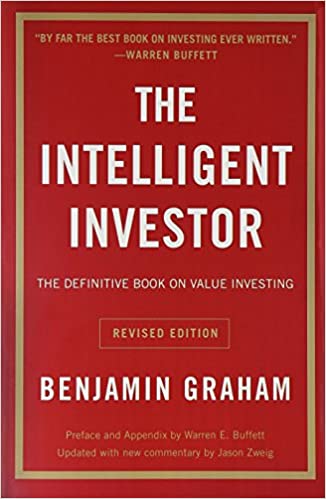 "BY FAR THE BEST BOOK ON INVESTING EVER WRITTEN."
—WARREN BUFFETT
THE
INTELLIGENT
INVESTOR
THE DEFINITIVE BOOK ON VALUE INVESTING
REVISED EDITION
BENJAMIN GRAHAM
Preface and Appendix by Warren E. Buffett
Updated with new commentary by Jason Zweig